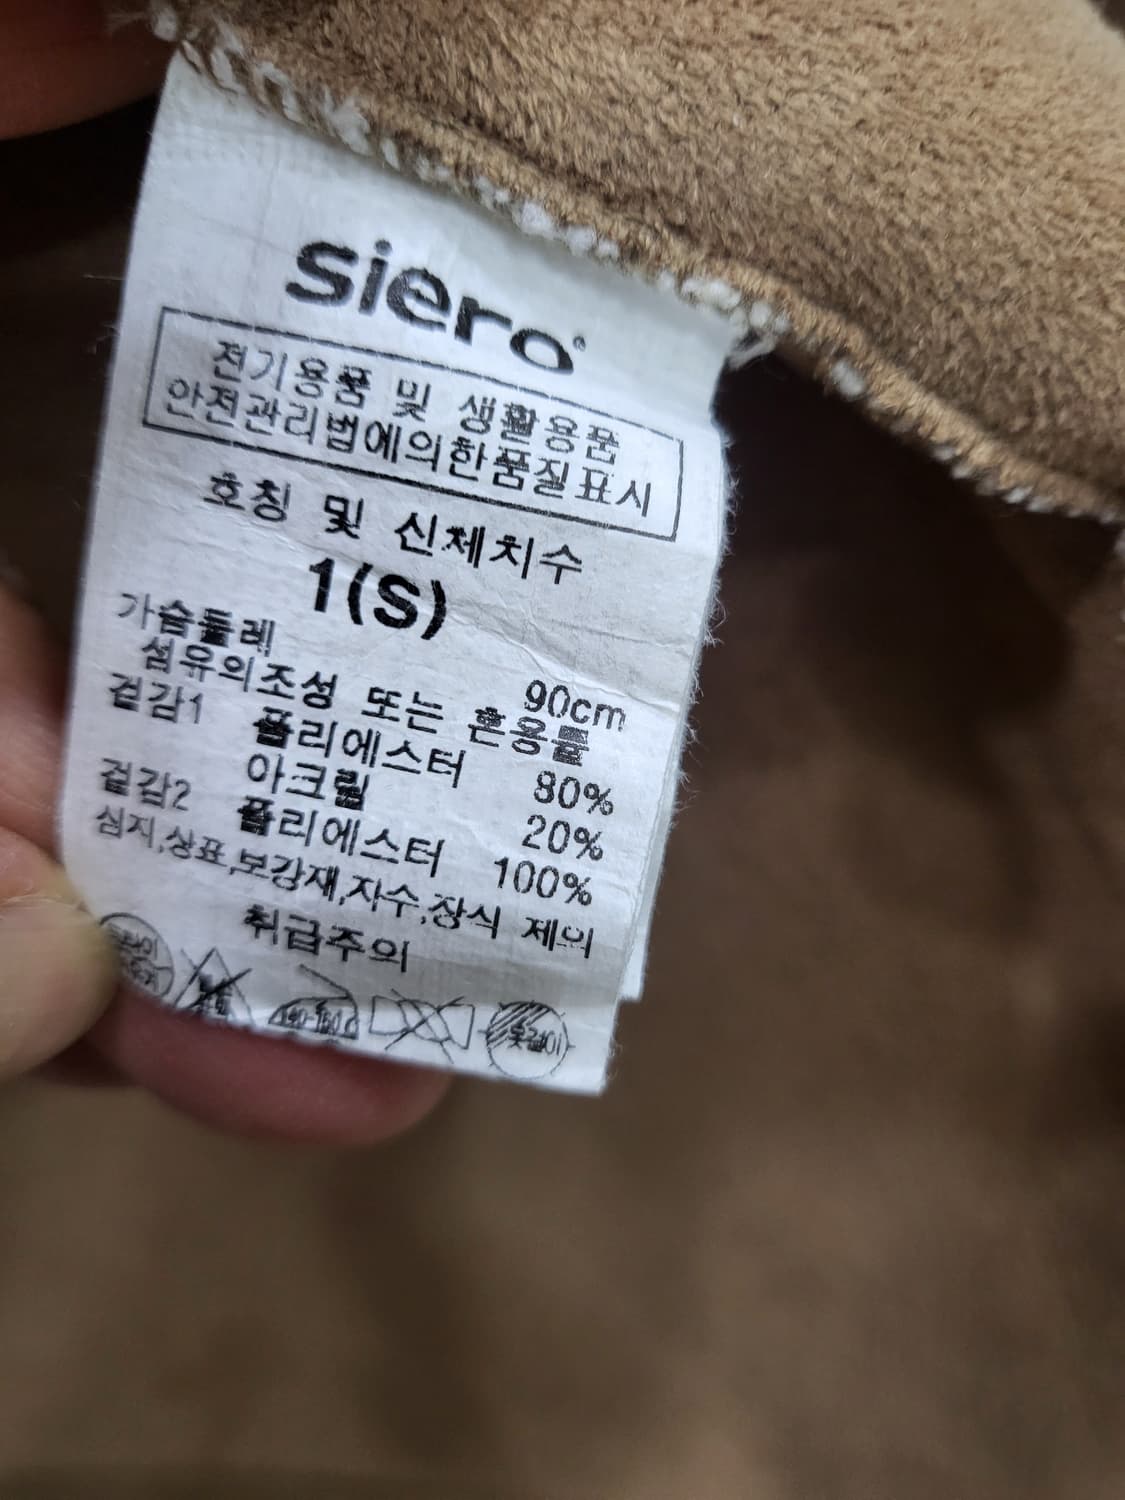 siero
전기용품 및 생활용품
안전관리법에의한품질표시
호칭 및 신체치수
1(S)
가슴둘레 90cm
섬유의조성 또는 혼용률
겉감1 폴리에스터 80%
아크릴 20%
겉감2 폴리에스터 100%
심지,상표,보강재,자수,장식 제외
취급주의
옷걸이